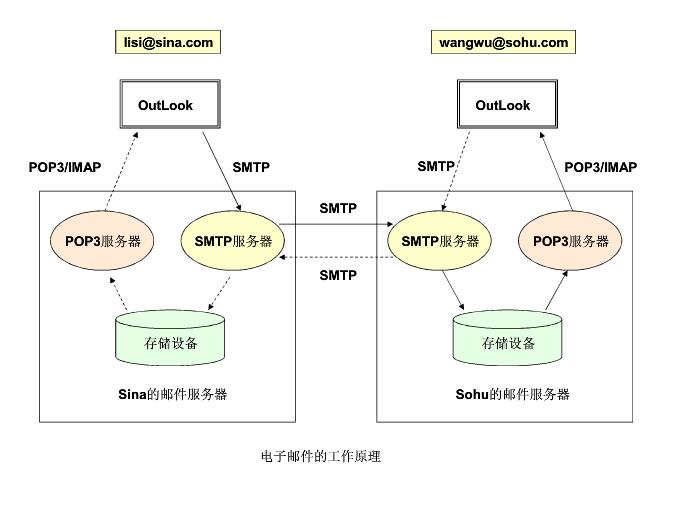 lisi@sina.com
wangwu@sohu.com
OutLook
OutLook
POP3/IMAP
SMTP
SMTP
POP3/IMAP
SMTP
POP3服务器
SMTP服务器
SMTP服务器
POP3服务器
SMTP
存储设备
存储设备
Sina的邮件服务器
Sohu的邮件服务器
电子邮件的工作原理